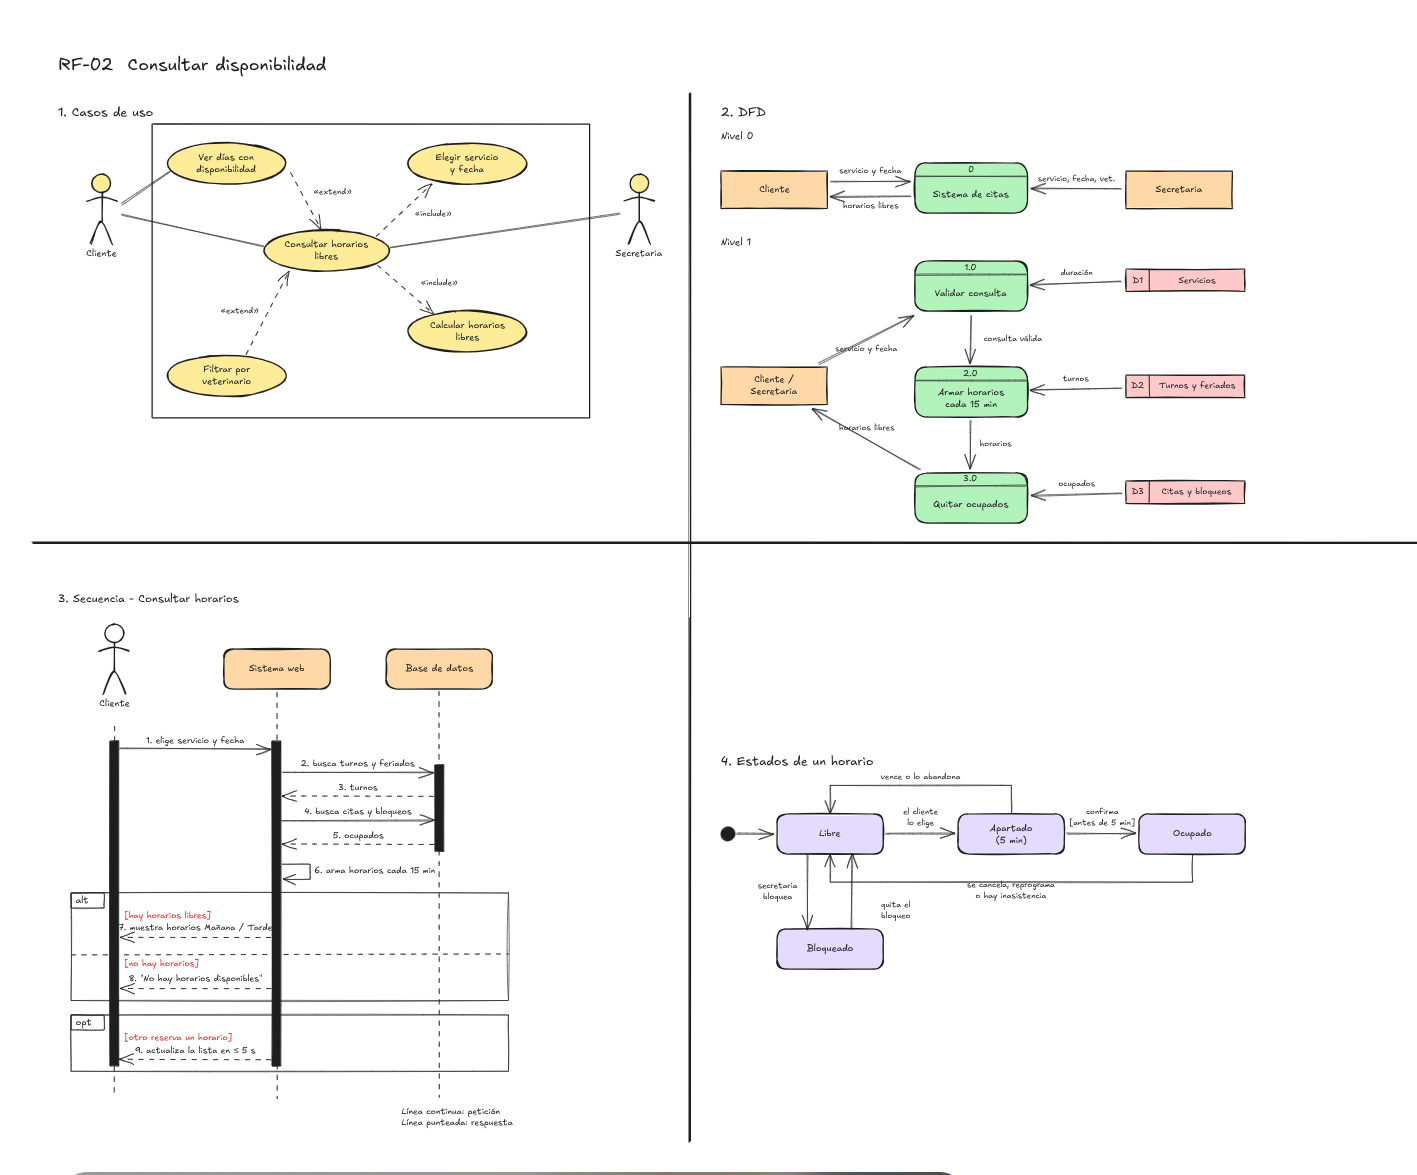 RF-02 Consultar disponibilidad
1. Casos de uso
Ver días con
disponibilidad
Elegir servicio
y fecha
«extend»
«include»
Consultar horarios
libres
Cliente
Secretaria
«include»
«extend»
Calcular horarios
libres
Filtrar por
veterinario
2. DFD
Nivel 0
Cliente
servicio y fecha
horarios libres
0
Sistema de citas
servicio, fecha, vet.
Secretaria
Nivel 1
1.0
Validar consulta
duración
D1 Servicios
servicio y fecha
consulta válida
Cliente /
Secretaria
2.0
Armar horarios
cada 15 min
turnos
D2 Turnos y feriados
horarios libres
horarios
3.0
Quitar ocupados
ocupados
D3 Citas y bloqueos
3. Secuencia - Consultar horarios
Cliente
Sistema web
Base de datos
1. elige servicio y fecha
2. busca turnos y feriados
3. turnos
4. busca citas y bloqueos
5. ocupados
6. arma horarios cada 15 min
alt
[hay horarios libres]
7. muestra horarios Mañana / Tarde
[no hay horarios]
8. "No hay horarios disponibles"
opt
[otro reserva un horario]
9. actualiza la lista en ≤ 5 s
Línea continua: petición
Línea punteada: respuesta
4. Estados de un horario
vence o lo abandona
Libre
el cliente
lo elige
Apartado
(5 min)
confirma
[antes de 5 min]
Ocupado
secretaria
bloquea
se cancela, reprograma
o hay inasistencia
quita el
bloqueo
Bloqueado